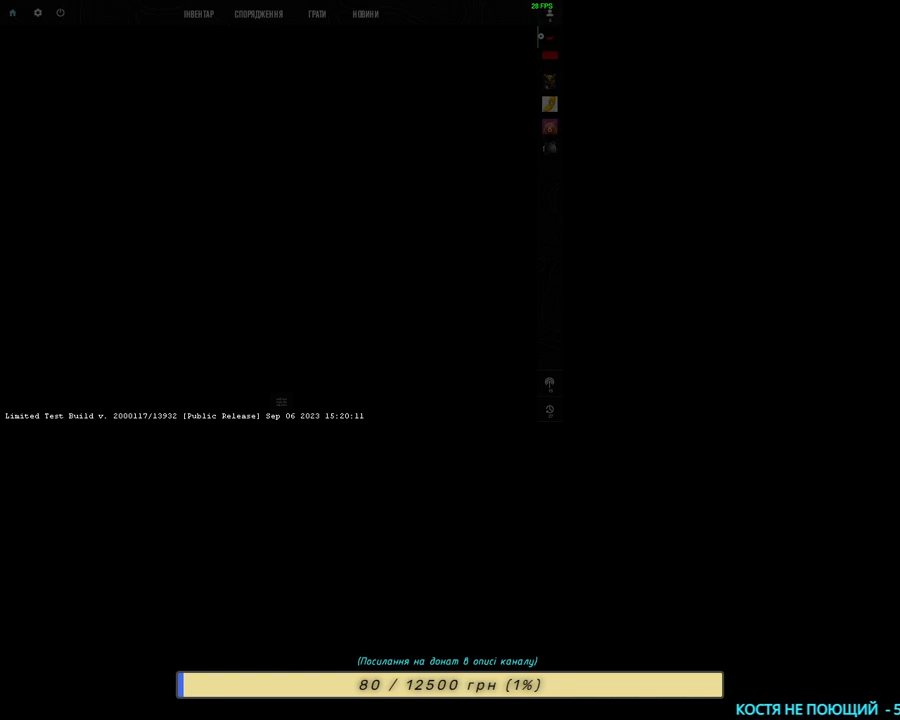 28 FPS
ІНВЕНТАР СПОРЯДЖЕННЯ ГРАТИ НОВИНИ
Limited Test Build v. 2000117/13932 [Public Release] Sep 06 2023 15:20:11
(Посилання на донат в описі каналу)
80 / 12500 грн (1%)
КОСТЯ НЕ ПОЮЩИЙ - 5